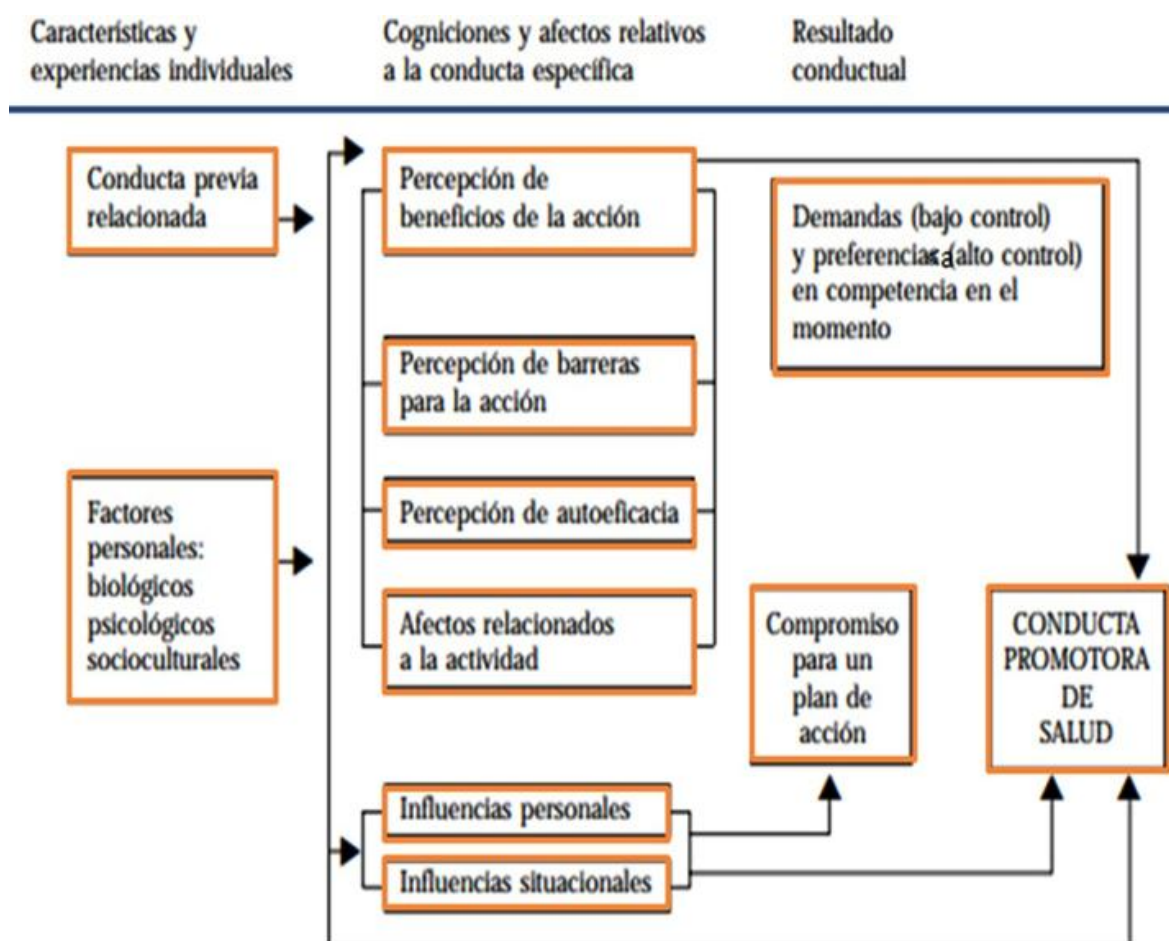 Características y
experiencias individuales
Cogniciones y afectos relativos
a la conducta específica
Resultado
conductual
Conducta previa
relacionada
Factores
personales:
biológicos
psicológicos
socioculturales
Percepción de
beneficios de la acción
Percepción de barreras
para la acción
Percepción de autoeficacia
Afectos relacionados
a la actividad
Influencias personales
Influencias situacionales
Demandas (bajo control)
y preferencias (alto control)
en competencia en el
momento
Compromiso
para un
plan de
acción
CONDUCTA
PROMOTORA
DE
SALUD